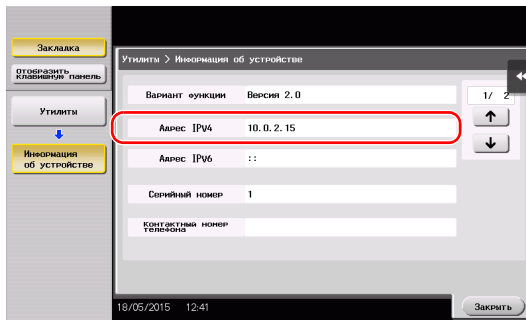 Закладка
Отобразить
клавишную панель
Утилиты
Информация
об устройстве
Утилиты > Информация об устройстве
Вариант функции Версия 2.0
1/ 2
Адрес IPv4 10.0.2.15
Адрес IPv6 ::
Серийный номер 1
Контактный номер
телефона
18/05/2015 12:41
Закрыть